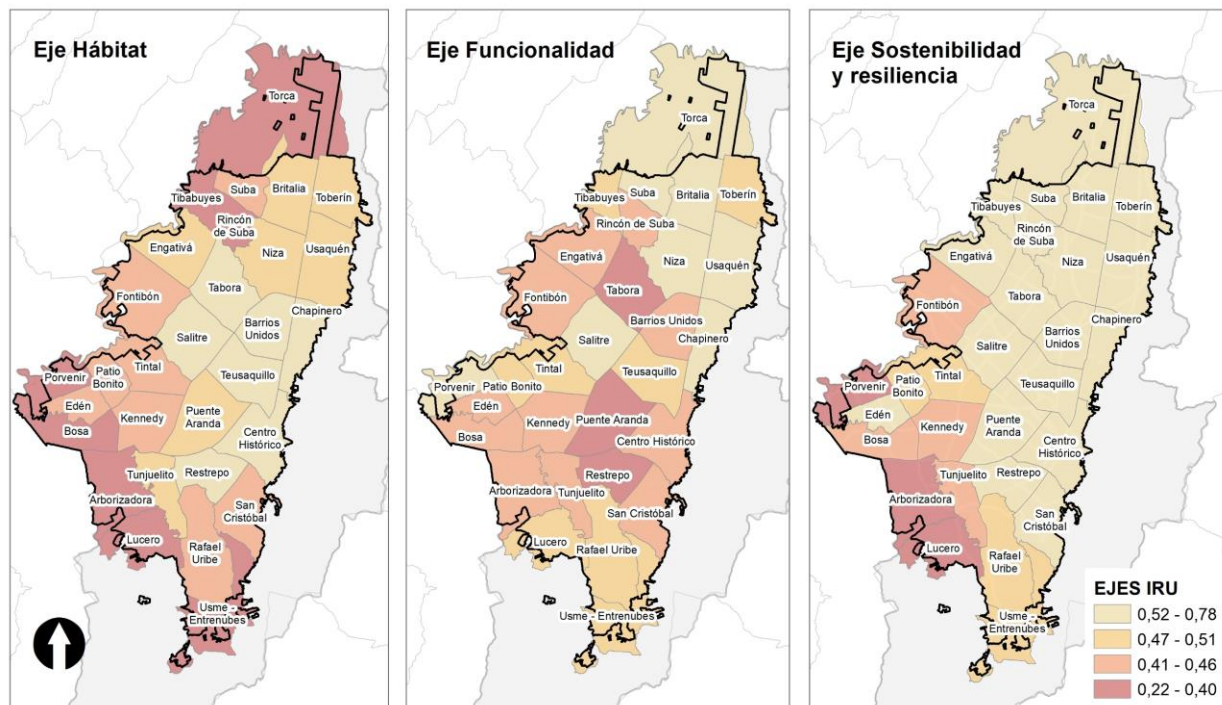 Eje Hábitat
Torca
Tibabuyes
Suba
Britalia
Toberín
Rincón
de Suba
Engativá
Niza
Usaquén
Fontibón
Tabora
Chapinero
Salitre
Barrios
Unidos
Tintal
Teusaquillo
Porvenir
Patio
Bonito
Edén
Kennedy
Puente
Aranda
Bosa
Centro
Histórico
Tunjuelito
Restrepo
Arborizadora
San
Cristóbal
Lucero
Rafael
Uribe
Usme -
Entrenubes
Eje Funcionalidad
Torca
Tibabuyes
Suba
Britalia
Toberín
Rincón de Suba
Engativá
Niza
Usaquén
Fontibón
Tabora
Barrios Unidos
Chapinero
Salitre
Tintal
Teusaquillo
Porvenir
Patio Bonito
Edén
Kennedy
Puente Aranda
Bosa
Centro Histórico
Restrepo
Arborizadora
Tunjuelito
San Cristóbal
Lucero
Rafael Uribe
Usme - Entrenubes
Eje Sostenibilidad
y resiliencia
Torca
Tibabuyes
Suba
Britalia
Toberín
Rincón
de Suba
Engativá
Niza
Usaquén
Fontibón
Tabora
Chapinero
Salitre
Barrios
Unidos
Tintal
Teusaquillo
Porvenir
Patio
Bonito
Edén
Kennedy
Puente
Aranda
Bosa
Centro
Histórico
Tunjuelito
Restrepo
Arborizadora
San
Cristóbal
Lucero
Rafael
Uribe
Usme -
Entrenubes
EJES IRU
0,52 - 0,78
0,47 - 0,51
0,41 - 0,46
0,22 - 0,40